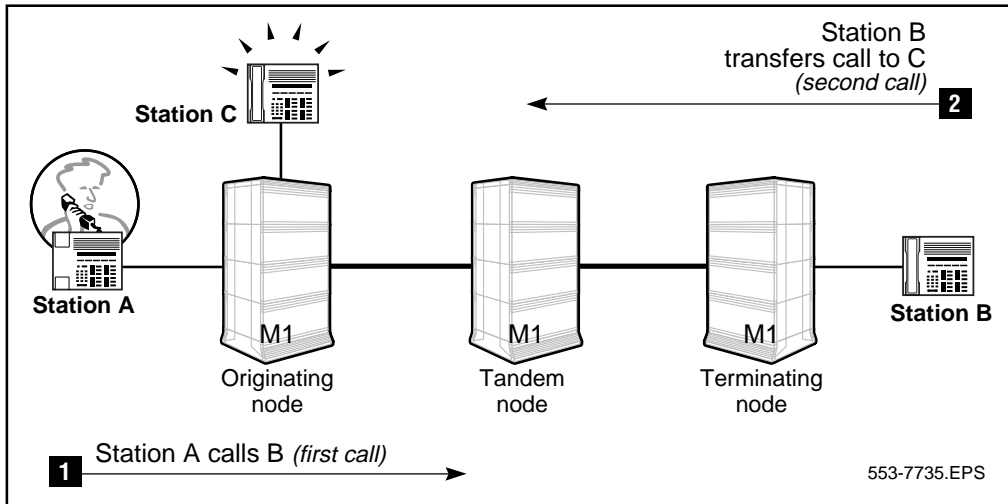 Station B
transfers call to C
(second call)
2
Station C
Station A
Station B
M1
M1
M1
Originating
node
Tandem
node
Terminating
node
1
Station A calls B (first call)
553-7735.EPS